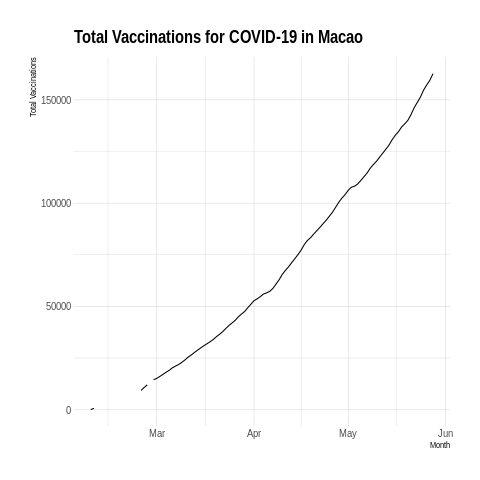 Total Vaccinations for COVID-19 in Macao
Total Vaccinations
150000
100000
50000
0
Mar Apr May Jun
Month